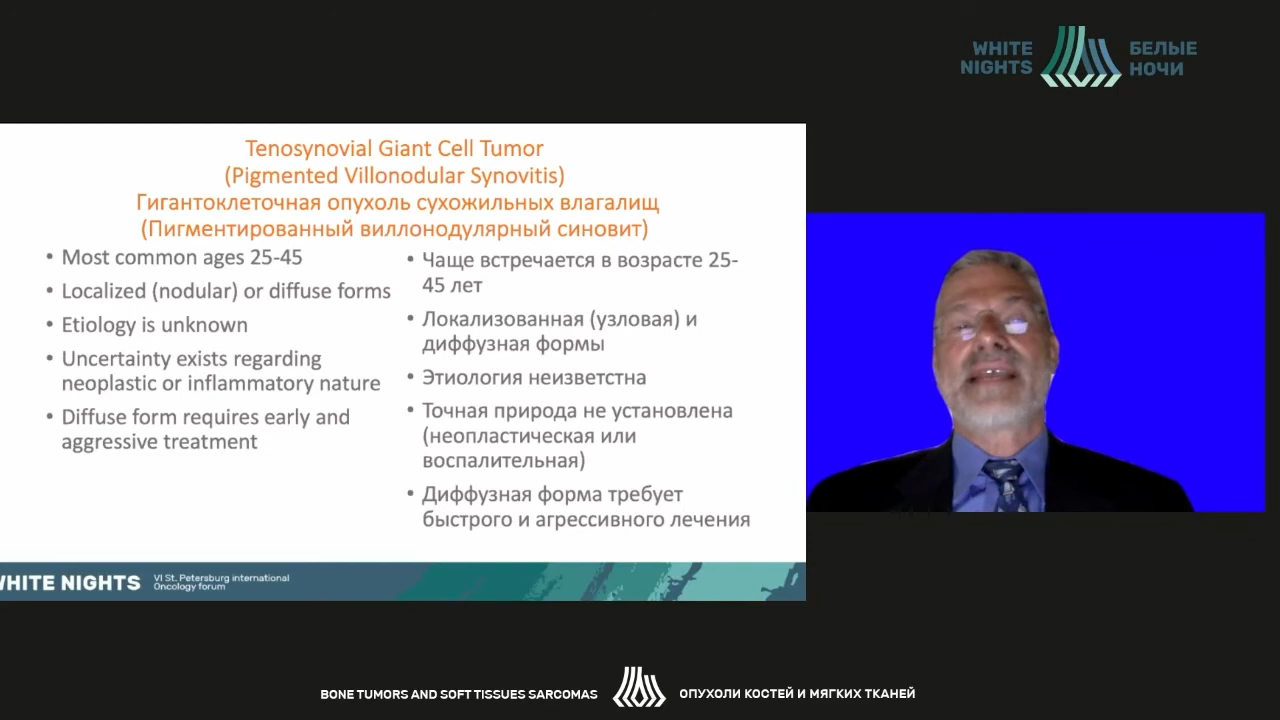 WHITE
NIGHTS
БЕЛЫЕ
НОЧИ
Tenosynovial Giant Cell Tumor
(Pigmented Villonodular Synovitis)
Гигантоклеточная опухоль сухожильных влагалищ
(Пигментированный виллонодулярный синовит)
• Most common ages 25-45
• Localized (nodular) or diffuse forms
• Etiology is unknown
• Uncertainty exists regarding
neoplastic or inflammatory nature
• Diffuse form requires early and
aggressive treatment
• Чаще встречается в возрасте 25-
45 лет
• Локализованная (узловая) и
диффузная формы
• Этиология неизветстна
• Точная природа не установлена
(неопластическая или
воспалительная)
• Диффузная форма требует
быстрого и агрессивного лечения
WHITE NIGHTS
VI St. Petersburg international
Oncology forum
BONE TUMORS AND SOFT TISSUES SARCOMAS
ОПУХОЛИ КОСТЕЙ И МЯГКИХ ТКАНЕЙ